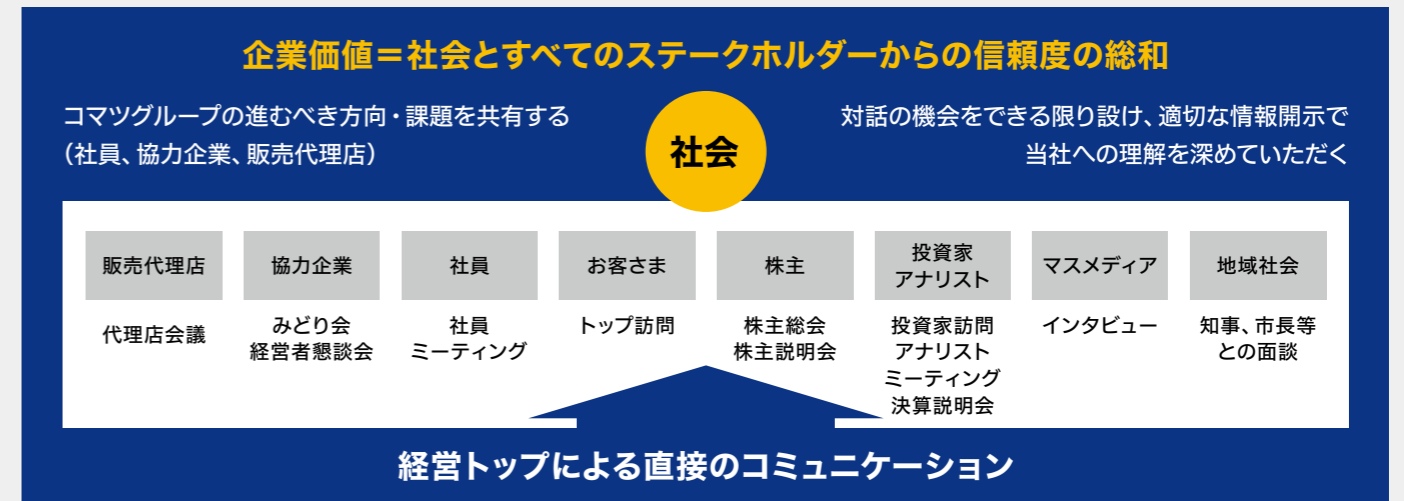 企業価値＝社会とすべてのステークホルダーからの信頼度の総和
コマツグループの進むべき方向・課題を共有する
（社員、協力企業、販売代理店）
社会
対話の機会をできる限り設け、適切な情報開示で
当社への理解を深めていただく
販売代理店
代理店会議
協力企業
みどり会
経営者懇談会
社員
社員
ミーティング
お客さま
トップ訪問
株主
株主総会
株主説明会
投資家
アナリスト
投資家訪問
アナリスト
ミーティング
決算説明会
マスメディア
インタビュー
地域社会
知事、市長等
との面談
経営トップによる直接のコミュニケーション